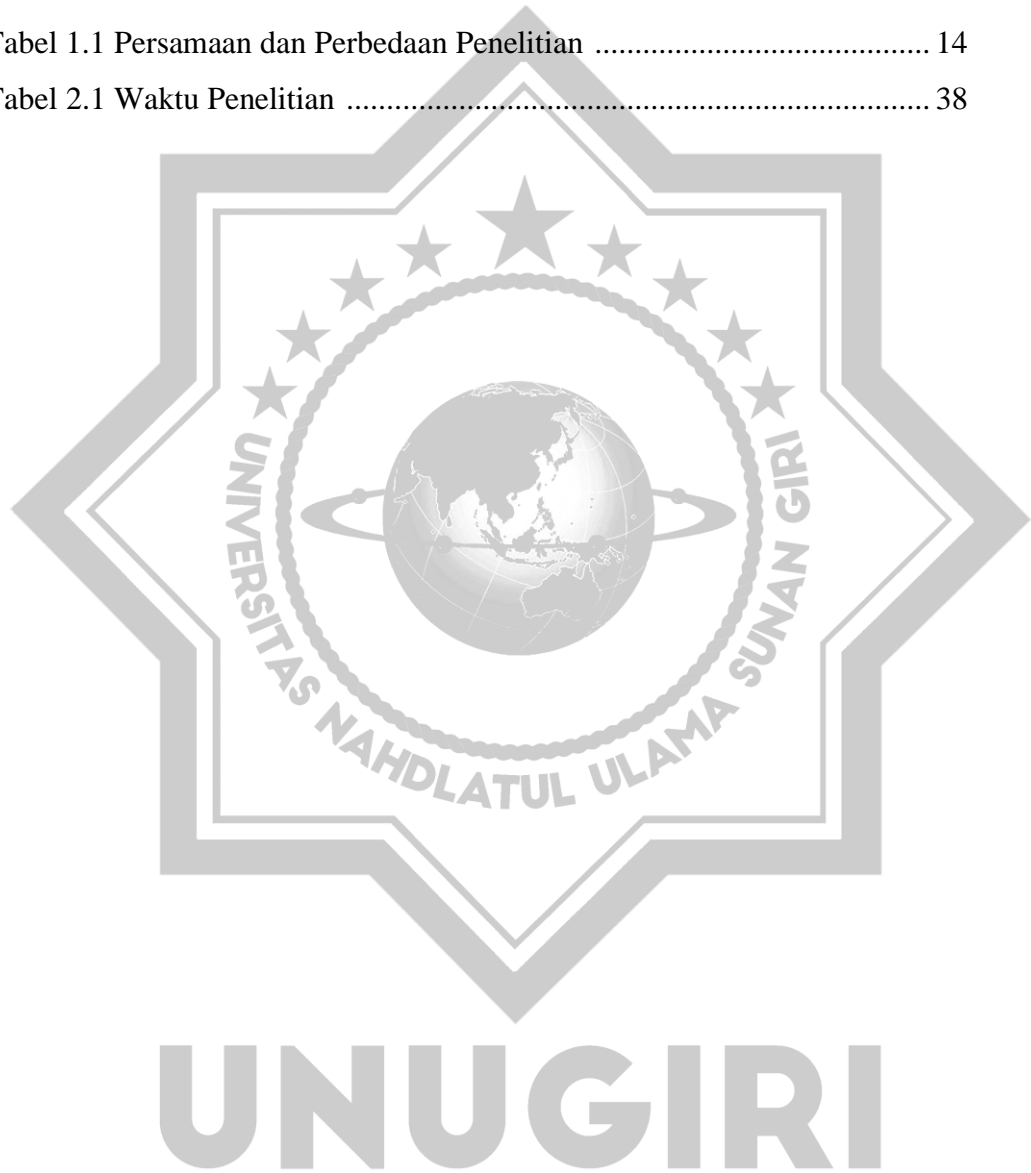 Tabel 1.1 Persamaan dan Perbedaan Penelitian .......................................... 14
Tabel 2.1 Waktu Penelitian ......................................................................... 38
UNIVERSITAS NAHDLATUL ULAMA SUNAN GIRI
UNUGIRI